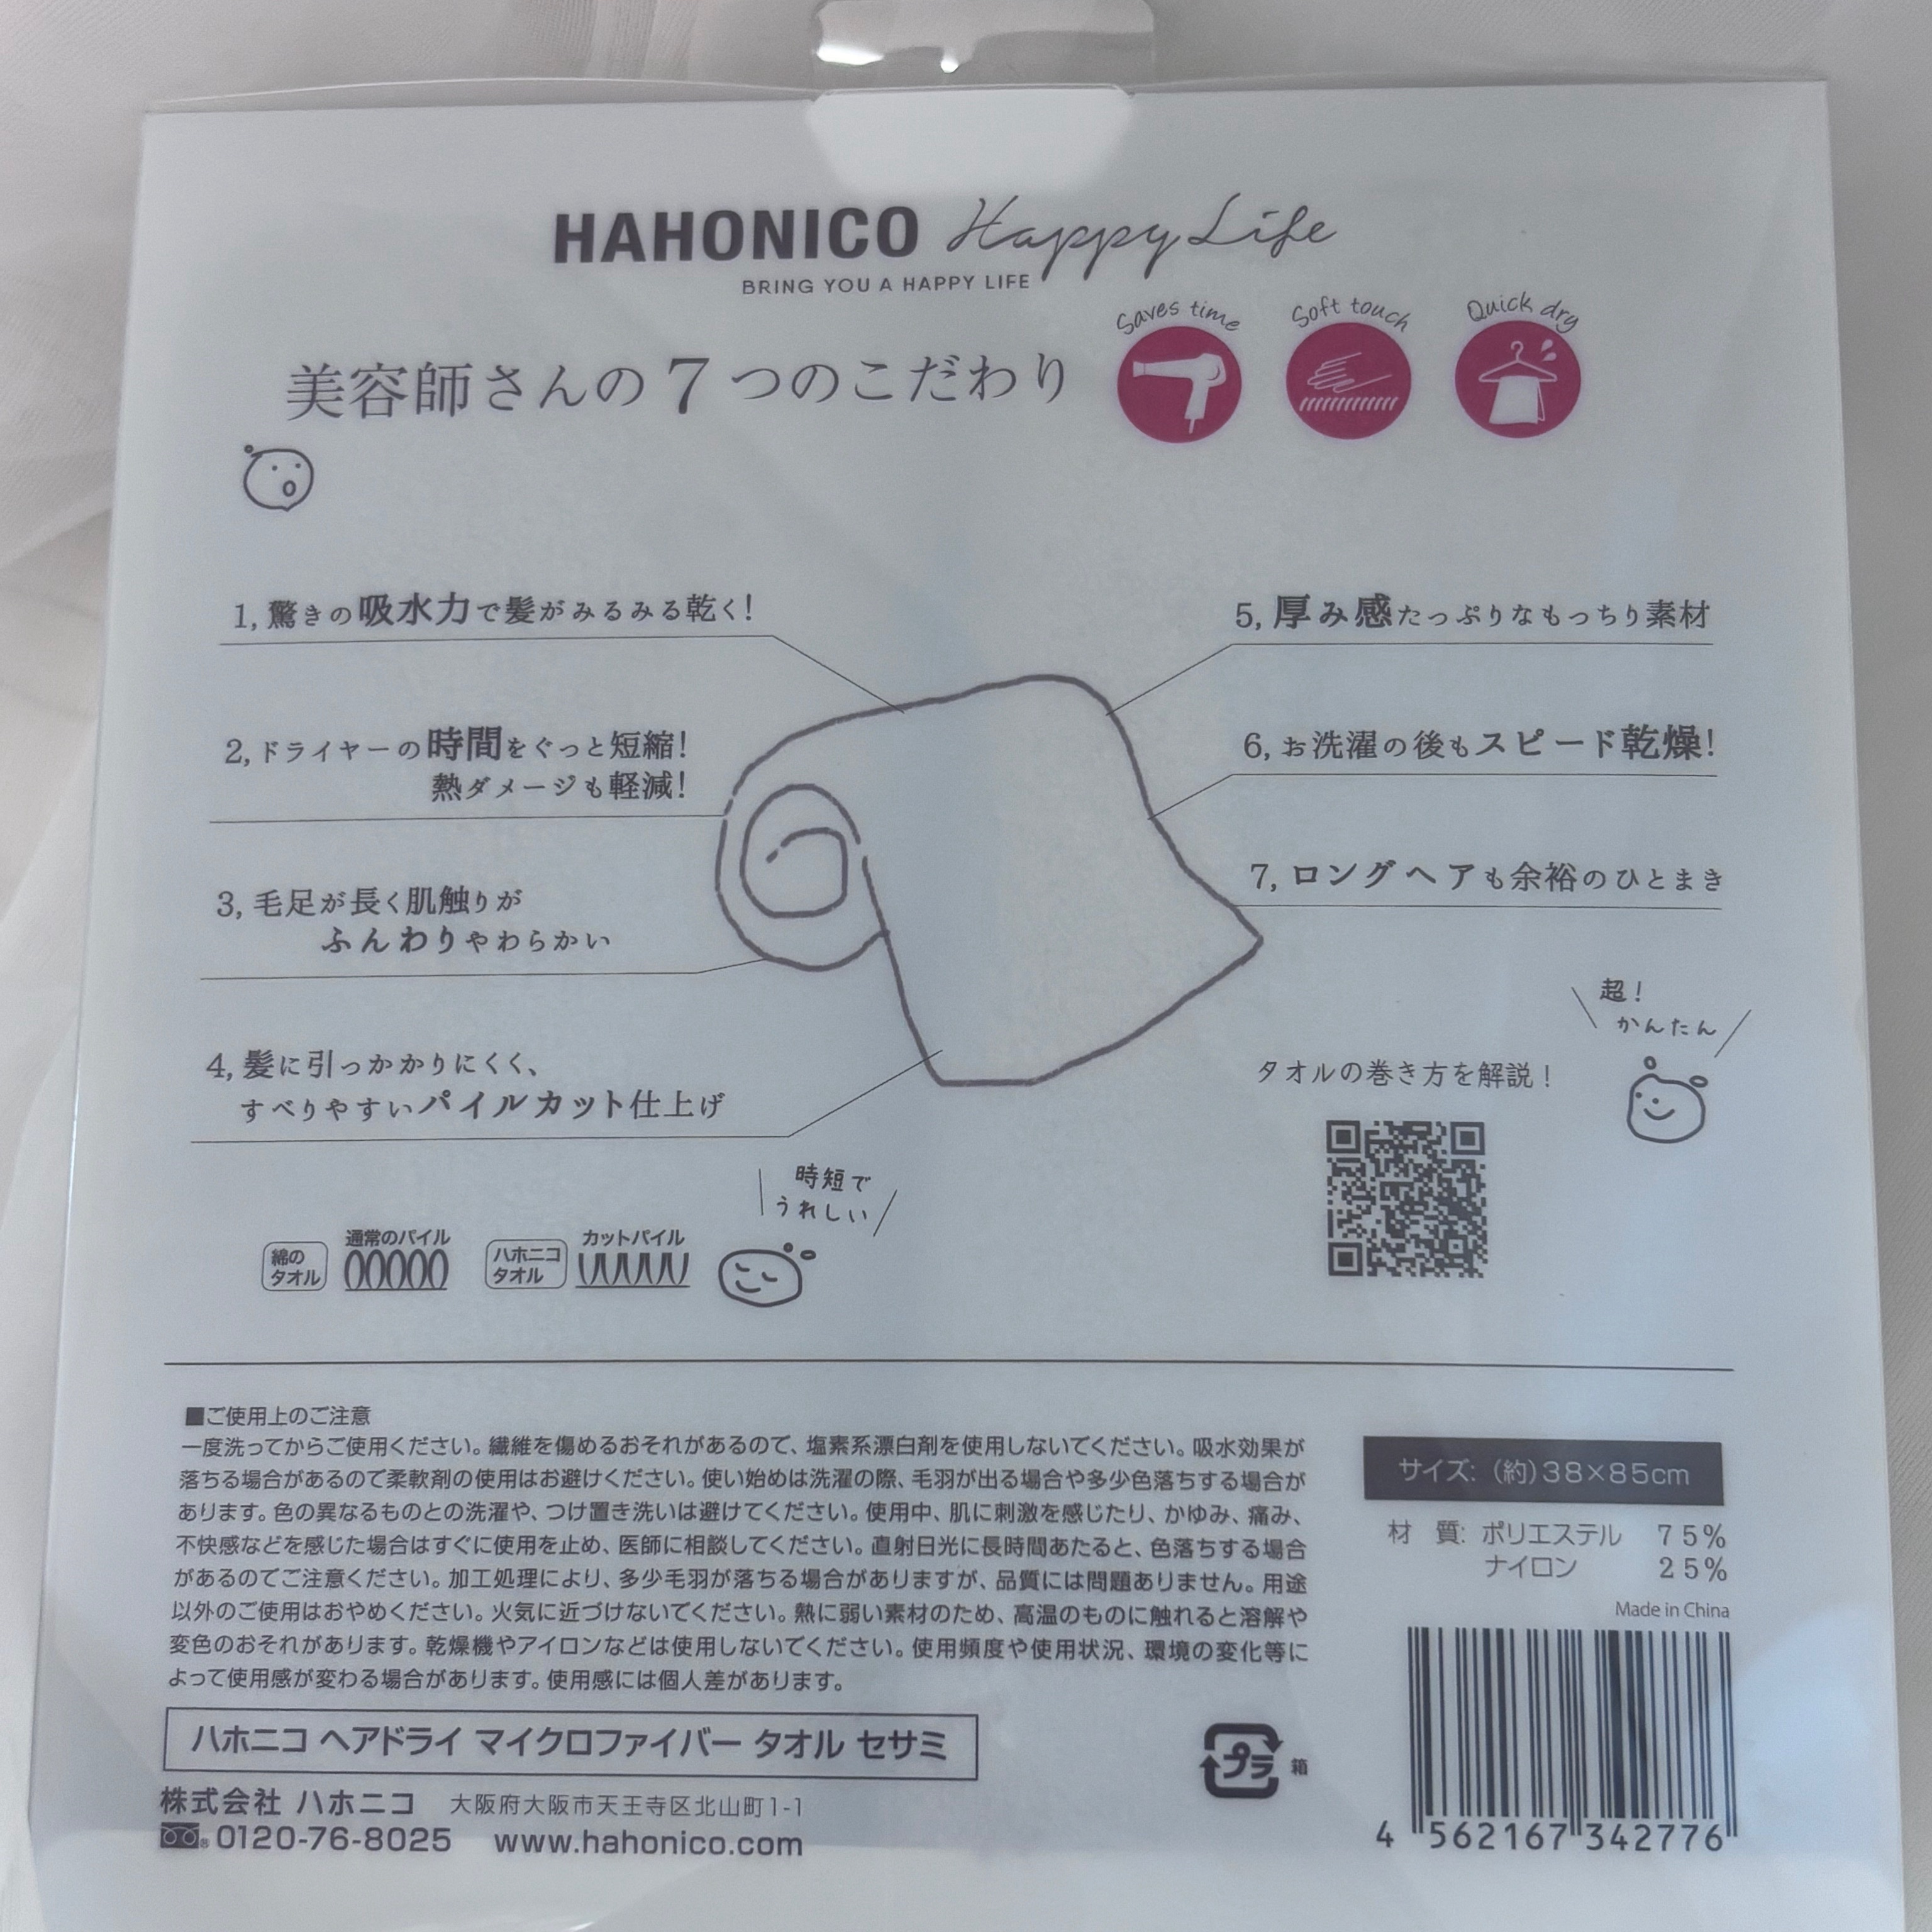 HAHONICO Happy Life
BRING YOU A HAPPY LIFE
Saves time
Soft touch
Quick dry
美容師さんの7つのこだわり
1, 驚きの吸水力で髪がみるみる乾く!
2, ドライヤーの時間をぐっと短縮!
熱ダメージも軽減!
3, 毛足が長く肌触りが
ふんわりやわらかい
4, 髪に引っかかりにくく、
すべりやすいパイルカット仕上げ
5, 厚み感たっぷりなもっちり素材
6, お洗濯の後もスピード乾燥!
7, ロングヘアも余裕のひとまき
超!
かんたん
タオルの巻き方を解説!
時短で
うれしい
綿の
タオル
通常のパイル
ハホニコ
タオル
カットパイル
■ご使用上のご注意
一度洗ってからご使用ください。繊維を傷めるおそれがあるので、塩素系漂白剤を使用しないでください。吸水効果が
落ちる場合があるので柔軟剤の使用はお避けください。使い始めは洗濯の際、毛羽が出る場合や多少色落ちする場合が
あります。色の異なるものとの洗濯や、つけ置き洗いは避けてください。使用中、肌に刺激を感じたり、かゆみ、痛み、
不快感などを感じた場合はすぐに使用を止め、医師に相談してください。直射日光に長時間あたると、色落ちする場合
があるのでご注意ください。加工処理により、多少毛羽が落ちる場合がありますが、品質には問題ありません。用途
以外のご使用はおやめください。火気に近づけないでください。熱に弱い素材のため、高温のものに触れると溶解や
変色のおそれがあります。乾燥機やアイロンなどは使用しないでください。使用頻度や使用状況、環境の変化等に
よって使用感が変わる場合があります。使用感には個人差があります。
サイズ:(約)38×85cm
材 質: ポリエステル 75%
ナイロン 25%
Made in China
ハホニコ ヘアドライ マイクロファイバー タオル セサミ
株式会社 ハホニコ 大阪府大阪市天王寺区北山町1-1
0120-76-8025 www.hahonico.com
プラ 箱
4 562167 342776